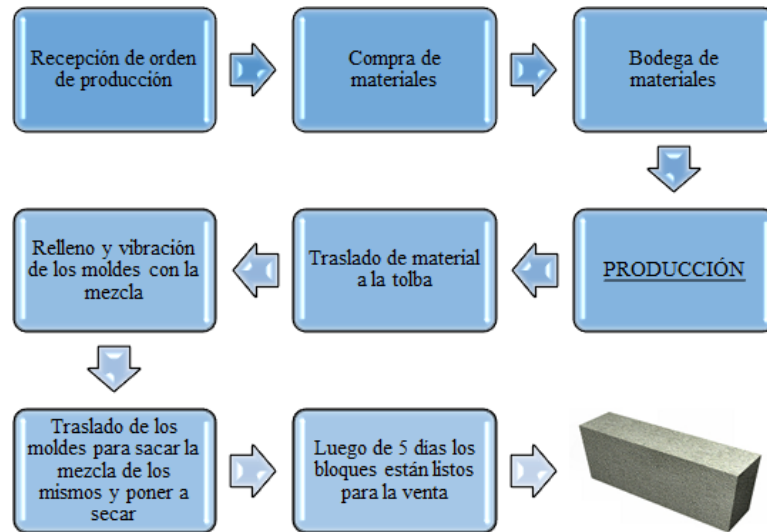 Recepción de orden
de producción
Compra de
materiales
Bodega de
materiales
PRODUCCIÓN
Traslado de material
a la tolba
Relleno y vibración
de los moldes con la
mezcla
Traslado de los
moldes para sacar la
mezcla de los
mismos y poner a
secar
Luego de 5 días los
bloques están listos
para la venta